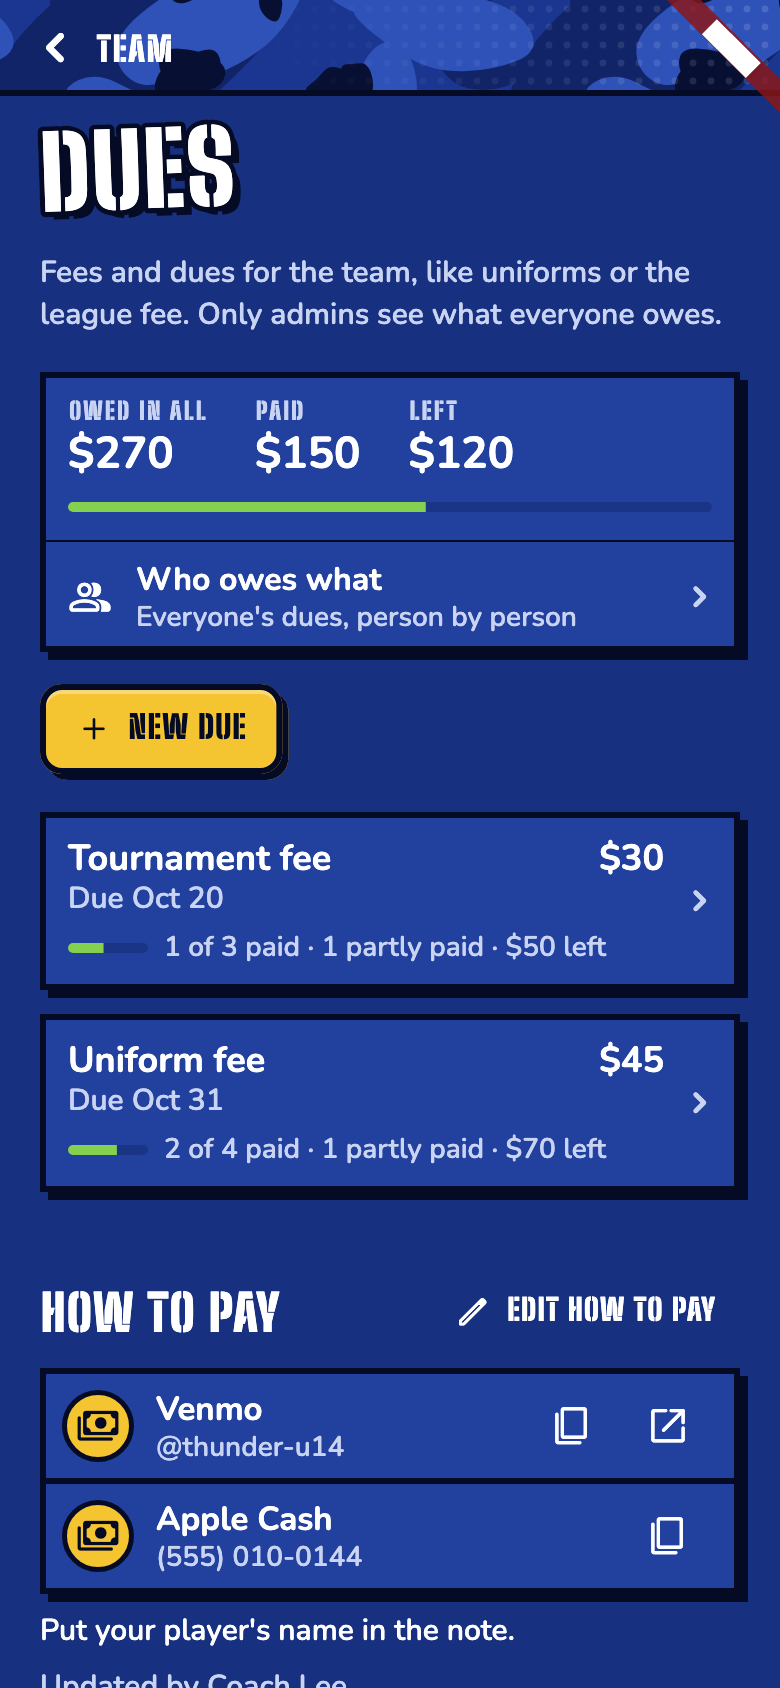 TEAM
DUES
Fees and dues for the team, like uniforms or the
league fee. Only admins see what everyone owes.
OWED IN ALL PAID LEFT
$270 $150 $120
Who owes what
Everyone's dues, person by person
+ NEW DUE
Tournament fee $30
Due Oct 20
1 of 3 paid · 1 partly paid · $50 left
Uniform fee $45
Due Oct 31
2 of 4 paid · 1 partly paid · $70 left
HOW TO PAY EDIT HOW TO PAY
Venmo
@thunder-u14
Apple Cash
(555) 010-0144
Put your player's name in the note.
Updated by Coach Lee